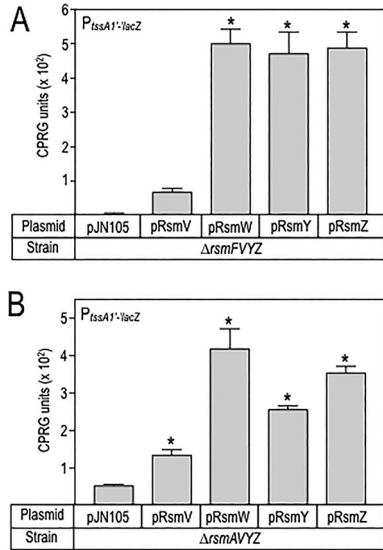 A
PtssA1'-'lacZ
CPRG units (x 10²)
6
5
4
3
2
1
* * *
Plasmid pJN105 pRsmV pRsmW pRsmY pRsmZ
Strain ΔrsmFVYZ
B
PtssA1'-'lacZ
CPRG units (x 10²)
5
4
3
2
1
* * * *
Plasmid pJN105 pRsmV pRsmW pRsmY pRsmZ
Strain ΔrsmAVYZ